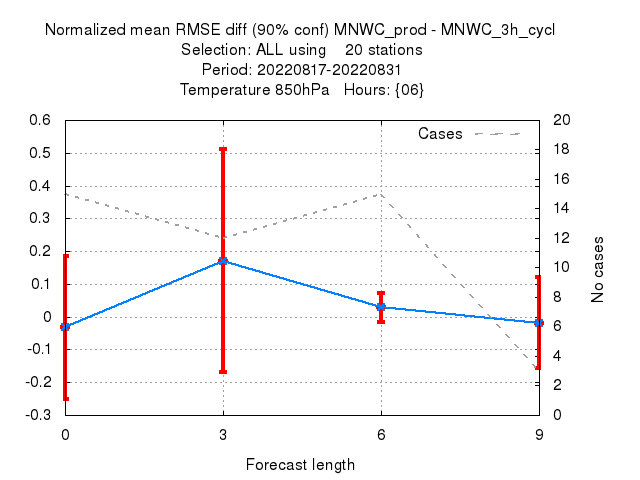 Normalized mean RMSE diff (90% conf) MNWC_prod - MNWC_3h_cycl
Selection: ALL using 20 stations
Period: 20220817-20220831
Temperature 850hPa Hours: {06}
Cases
0.6
0.5
0.4
0.3
0.2
0.1
0
-0.1
-0.2
-0.3
20
18
16
14
12
10
8
6
4
2
0
No cases
0 3 6 9
Forecast length